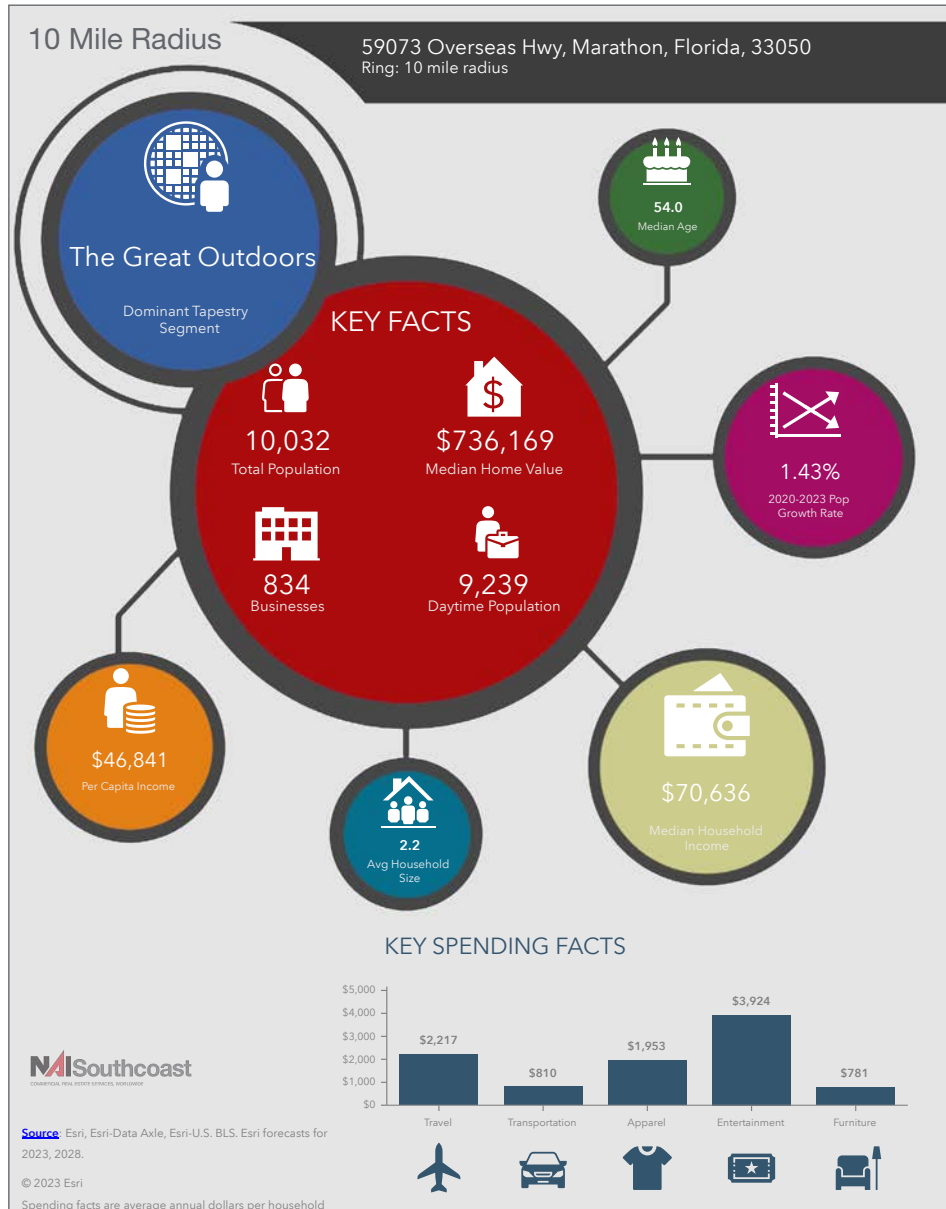 10 Mile Radius
59073 Overseas Hwy, Marathon, Florida, 33050
Ring: 10 mile radius
54.0
Median Age
The Great Outdoors
Dominant Tapestry
Segment
KEY FACTS
$
10,032
Total Population
$736,169
Median Home Value
834
Businesses
9,239
Daytime Population
1.43%
2020-2023 Pop
Growth Rate
$46,841
Per Capita Income
2.2
Avg Household
Size
$70,636
Median Household
Income
KEY SPENDING FACTS
$5,000
$4,000
$3,000
$2,000
$1,000
$0
$2,217
$810
$1,953
$3,924
$781
Travel
Transportation
Apparel
Entertainment
Furniture
NAISouthcoast
COMMERCIAL REAL ESTATE SERVICES, WORLDWIDE
Source: Esri, Esri-Data Axle, Esri-U.S. BLS. Esri forecasts for
2023, 2028.
© 2023 Esri
Spending facts are average annual dollars per household